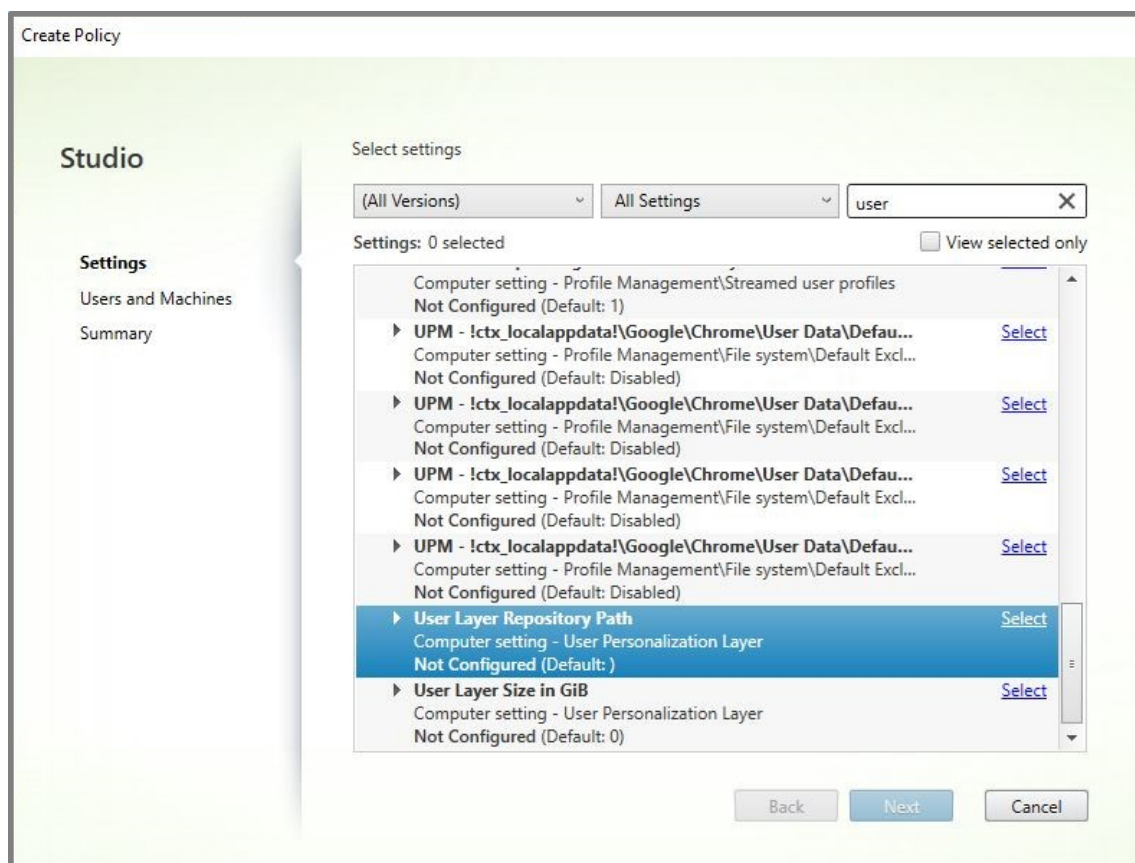 Create Policy
Studio
Settings
Users and Machines
Summary
Select settings
(All Versions)
All Settings
user
Settings: 0 selected
View selected only
Computer setting - Profile Management\Streamed user profiles
Not Configured (Default: 1)
UPM - !ctx_localappdata!\Google\Chrome\User Data\Defau... Select
Computer setting - Profile Management\File system\Default Excl...
Not Configured (Default: Disabled)
UPM - !ctx_localappdata!\Google\Chrome\User Data\Defau... Select
Computer setting - Profile Management\File system\Default Excl...
Not Configured (Default: Disabled)
UPM - !ctx_localappdata!\Google\Chrome\User Data\Defau... Select
Computer setting - Profile Management\File system\Default Excl...
Not Configured (Default: Disabled)
UPM - !ctx_localappdata!\Google\Chrome\User Data\Defau... Select
Computer setting - Profile Management\File system\Default Excl...
Not Configured (Default: Disabled)
User Layer Repository Path Select
Computer setting - User Personalization Layer
Not Configured (Default: )
User Layer Size in GiB Select
Computer setting - User Personalization Layer
Not Configured (Default: 0)
Back
Next
Cancel